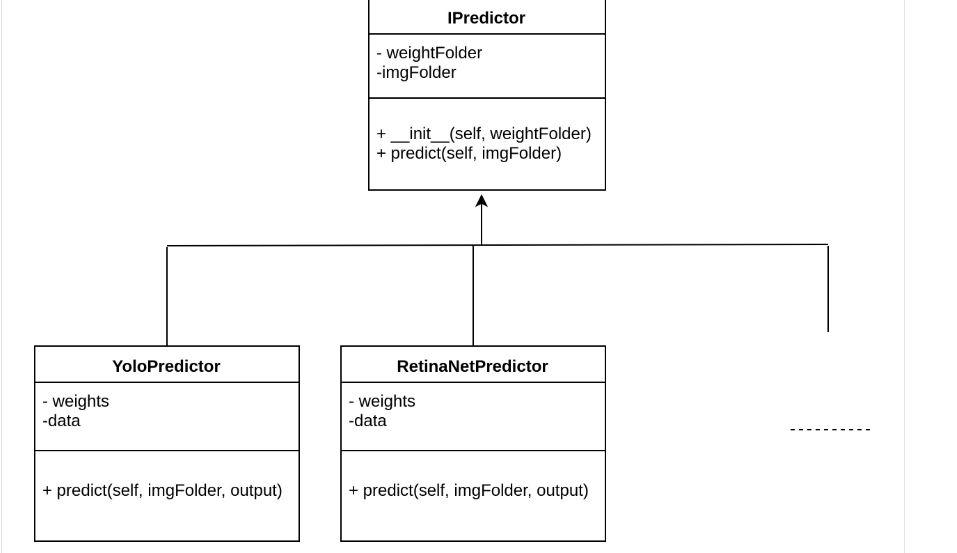 IPredictor
- weightFolder
-imgFolder
+ __init__(self, weightFolder)
+ predict(self, imgFolder)
YoloPredictor
- weights
-data
+ predict(self, imgFolder, output)
RetinaNetPredictor
- weights
-data
+ predict(self, imgFolder, output)